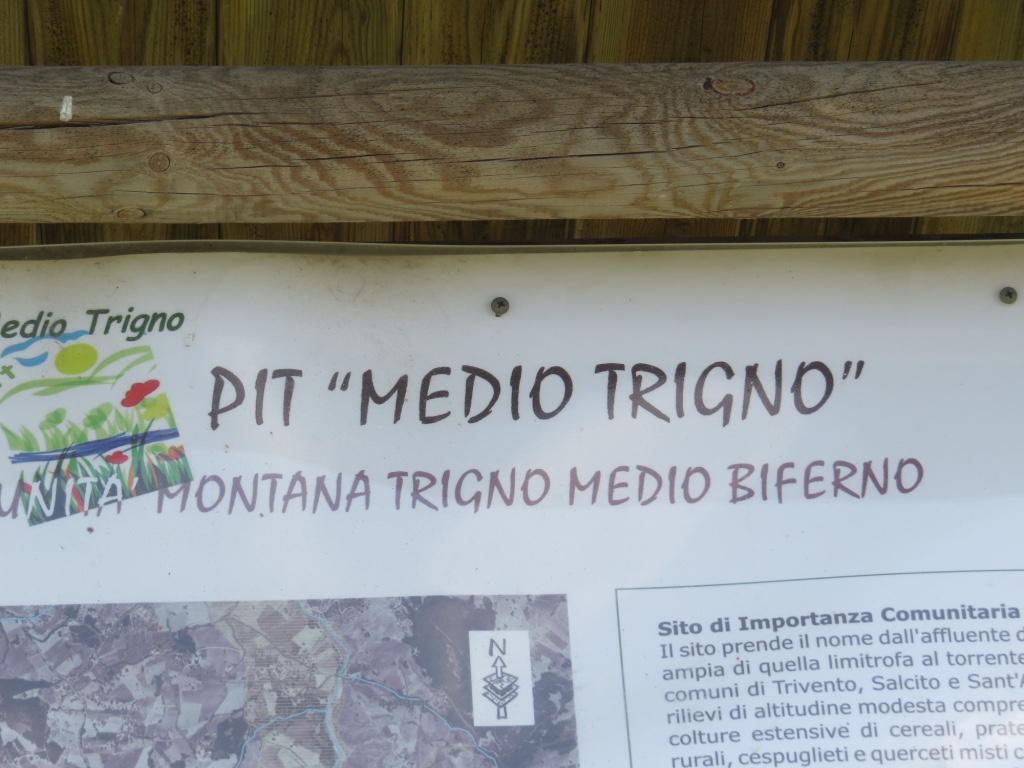 Medio Trigno
PIT “MEDIO TRIGNO”
UNITÀ MONTANA TRIGNO MEDIO BIFERNO
N
Sito di Importanza Comunitaria
Il sito prende il nome dall'affluente
ampia di quella limitrofa al torrente
comuni di Trivento, Salcito e Sant'A
rilievi di altitudine modesta compre
colture estensive di cereali, prate
rurali, cespuglieti e querceti misti c